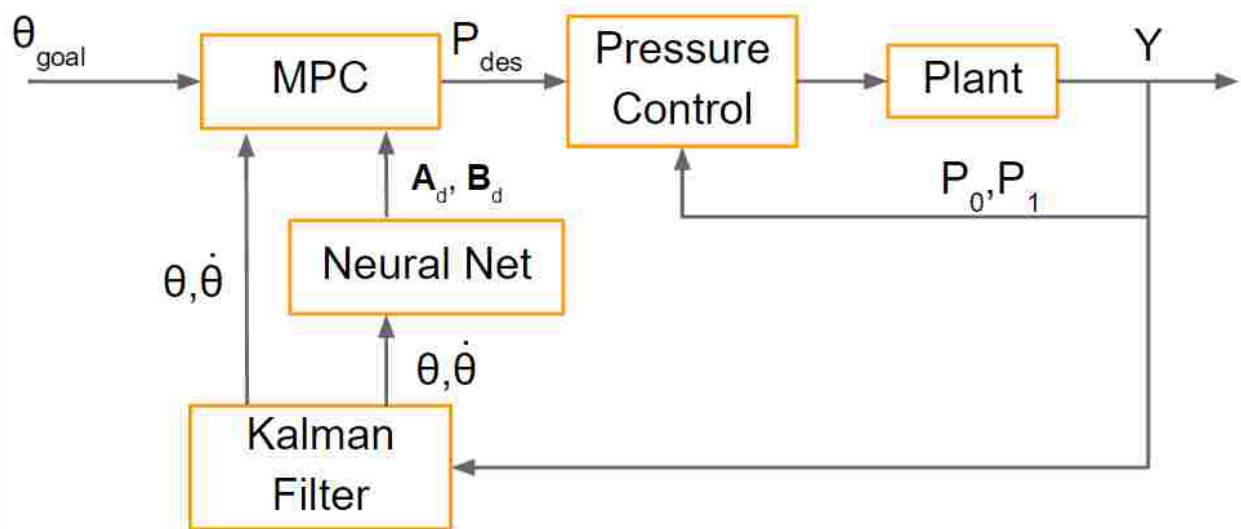 θgoal
MPC
Pdes
Pressure
Control
Plant
Y
Ad, Bd
P0,P1
Neural Net
θ,θ̇
θ,θ̇
Kalman
Filter